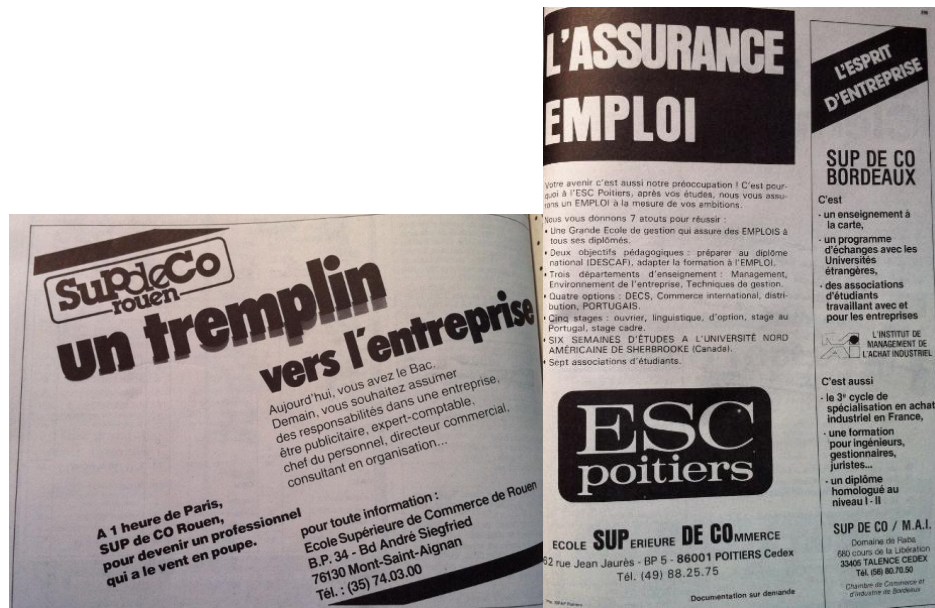 SUPdeCo
rouen
un tremplin
vers l'entreprise
Aujourd'hui, vous avez le Bac.
Demain, vous souhaitez assumer
des responsabilités dans une entreprise,
être publicitaire, expert-comptable,
chef du personnel, directeur commercial,
consultant en organisation...
A 1 heure de Paris,
SUP de CO Rouen,
pour devenir un professionnel
qui a le vent en poupe.
pour toute information :
Ecole Supérieure de Commerce de Rouen
B.P. 34 - Bd André Siegfried
76130 Mont-Saint-Aignan
Tél. : (35) 74.03.00
L'ASSURANCE
EMPLOI
Votre avenir c'est aussi notre préoccupation ! C'est pour-
quoi à l'ESC Poitiers, après vos études, nous vous assu-
rons un EMPLOI à la mesure de vos ambitions.
Nous vous donnons 7 atouts pour réussir :
• Une Grande Ecole de gestion qui assure des EMPLOIS à
tous ses diplômés.
• Deux objectifs pédagogiques : préparer au diplôme
national (DESCAF), adapter la formation à l'EMPLOI.
• Trois départements d'enseignement : Management,
Environnement de l'entreprise, Techniques de gestion.
• Quatre options : DECS, Commerce international, distri-
bution, PORTUGAIS.
• Cinq stages : ouvrier, linguistique, d'option, stage au
Portugal, stage cadre.
• SIX SEMAINES D'ÉTUDES A L'UNIVERSITÉ NORD
AMÉRICAINE DE SHERBROOKE (Canada).
• Sept associations d'étudiants.
ESC
poitiers
ECOLE SUPERIEURE DE COMMERCE
82 rue Jean Jaurès - BP 5 - 86001 POITIERS Cedex
Tél. (49) 88.25.75
Documentation sur demande
L'ESPRIT
D'ENTREPRISE
SUP DE CO
BORDEAUX
C'est
- un enseignement à
la carte,
- un programme
d'échanges avec les
Universités
étrangères,
- des associations
d'étudiants
travaillant avec et
pour les entreprises
L'INSTITUT DE
MANAGEMENT DE
L'ACHAT INDUSTRIEL
C'est aussi
- le 3e cycle de
spécialisation en achat
industriel en France,
- une formation
pour ingénieurs,
gestionnaires,
juristes...
- un diplôme
homologué au
niveau I - II
SUP DE CO / M.A.I.
Domaine de Raba
680 cours de la Libération
33405 TALENCE CEDEX
Tél. (56) 80.70.50
Chambre de Commerce et
d'Industrie de Bordeaux